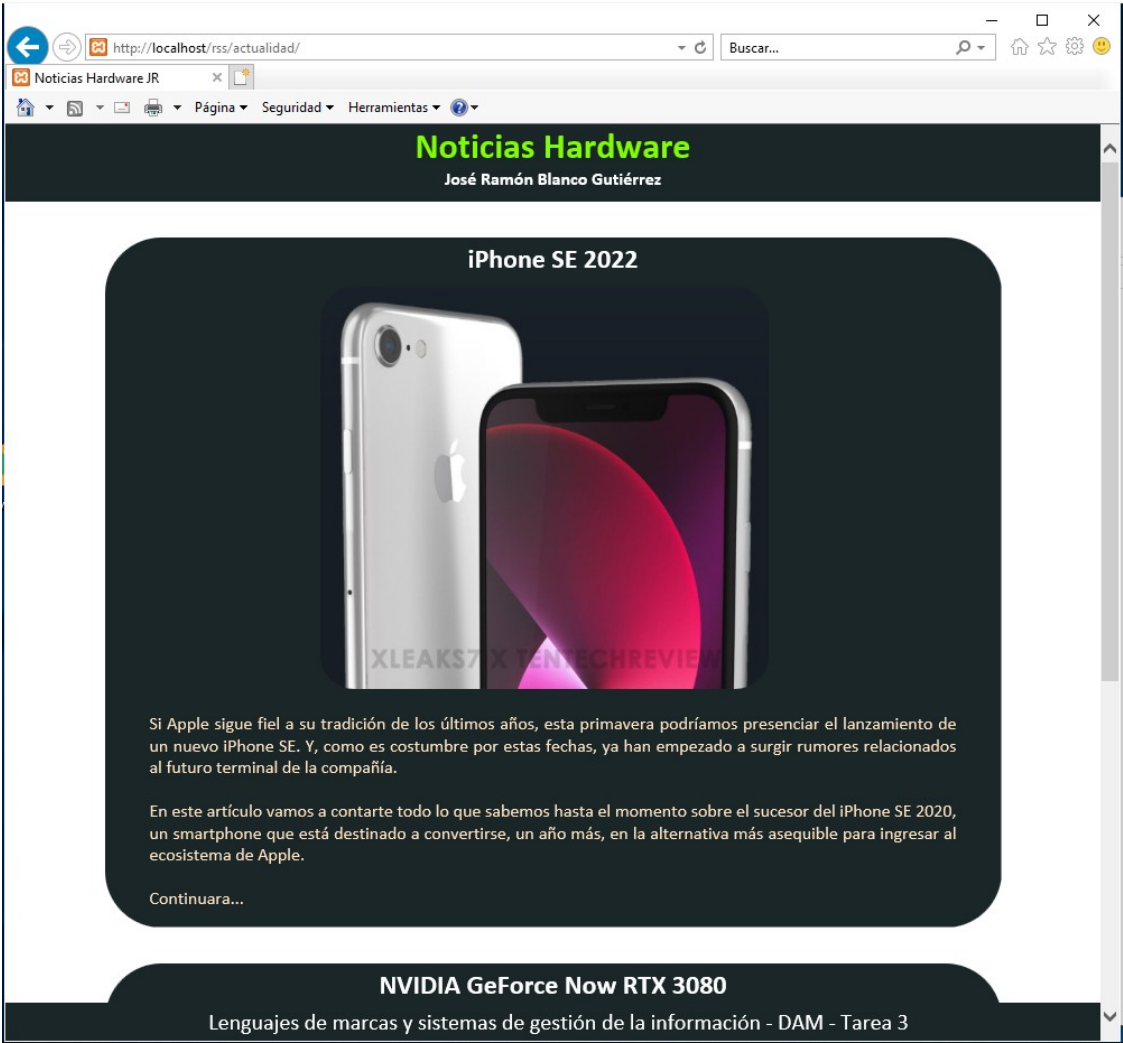 http://localhost/rss/actualidad/
Buscar...
Noticias Hardware JR
Página
Seguridad
Herramientas
Noticias Hardware
José Ramón Blanco Gutiérrez
iPhone SE 2022
XLEAKS7 X TENTECHREVIEW
Si Apple sigue fiel a su tradición de los últimos años, esta primavera podríamos presenciar el lanzamiento de
un nuevo iPhone SE. Y, como es costumbre por estas fechas, ya han empezado a surgir rumores relacionados
al futuro terminal de la compañía.
En este artículo vamos a contarte todo lo que sabemos hasta el momento sobre el sucesor del iPhone SE 2020,
un smartphone que está destinado a convertirse, un año más, en la alternativa más asequible para ingresar al
ecosistema de Apple.
Continuara...
NVIDIA GeForce Now RTX 3080
Lenguajes de marcas y sistemas de gestión de la información - DAM - Tarea 3